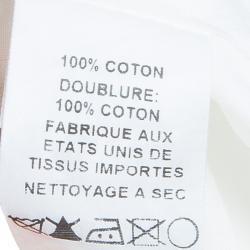 100% COTON
DOUBLURE:
100% COTON
FABRIQUE AUX
ETATS UNIS DE
TISSUS IMPORTES
NETTOYAGE A SEC